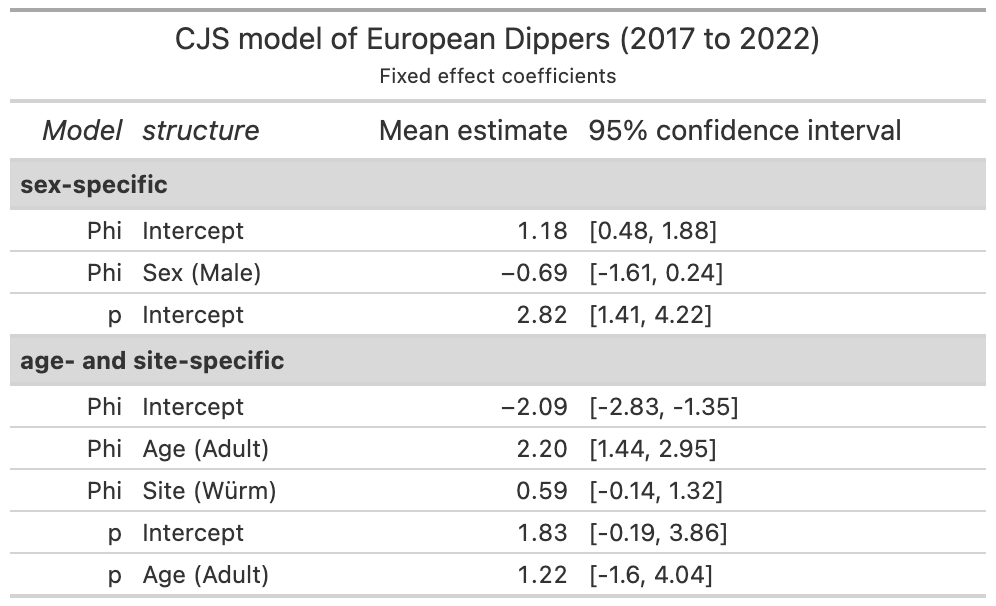 CJS model of European Dippers (2017 to 2022)
Fixed effect coefficients
Model structure Mean estimate 95% confidence interval
sex-specific
Phi Intercept 1.18 [0.48, 1.88]
Phi Sex (Male) −0.69 [-1.61, 0.24]
p Intercept 2.82 [1.41, 4.22]
age- and site-specific
Phi Intercept −2.09 [-2.83, -1.35]
Phi Age (Adult) 2.20 [1.44, 2.95]
Phi Site (Würm) 0.59 [-0.14, 1.32]
p Intercept 1.83 [-0.19, 3.86]
p Age (Adult) 1.22 [-1.6, 4.04]